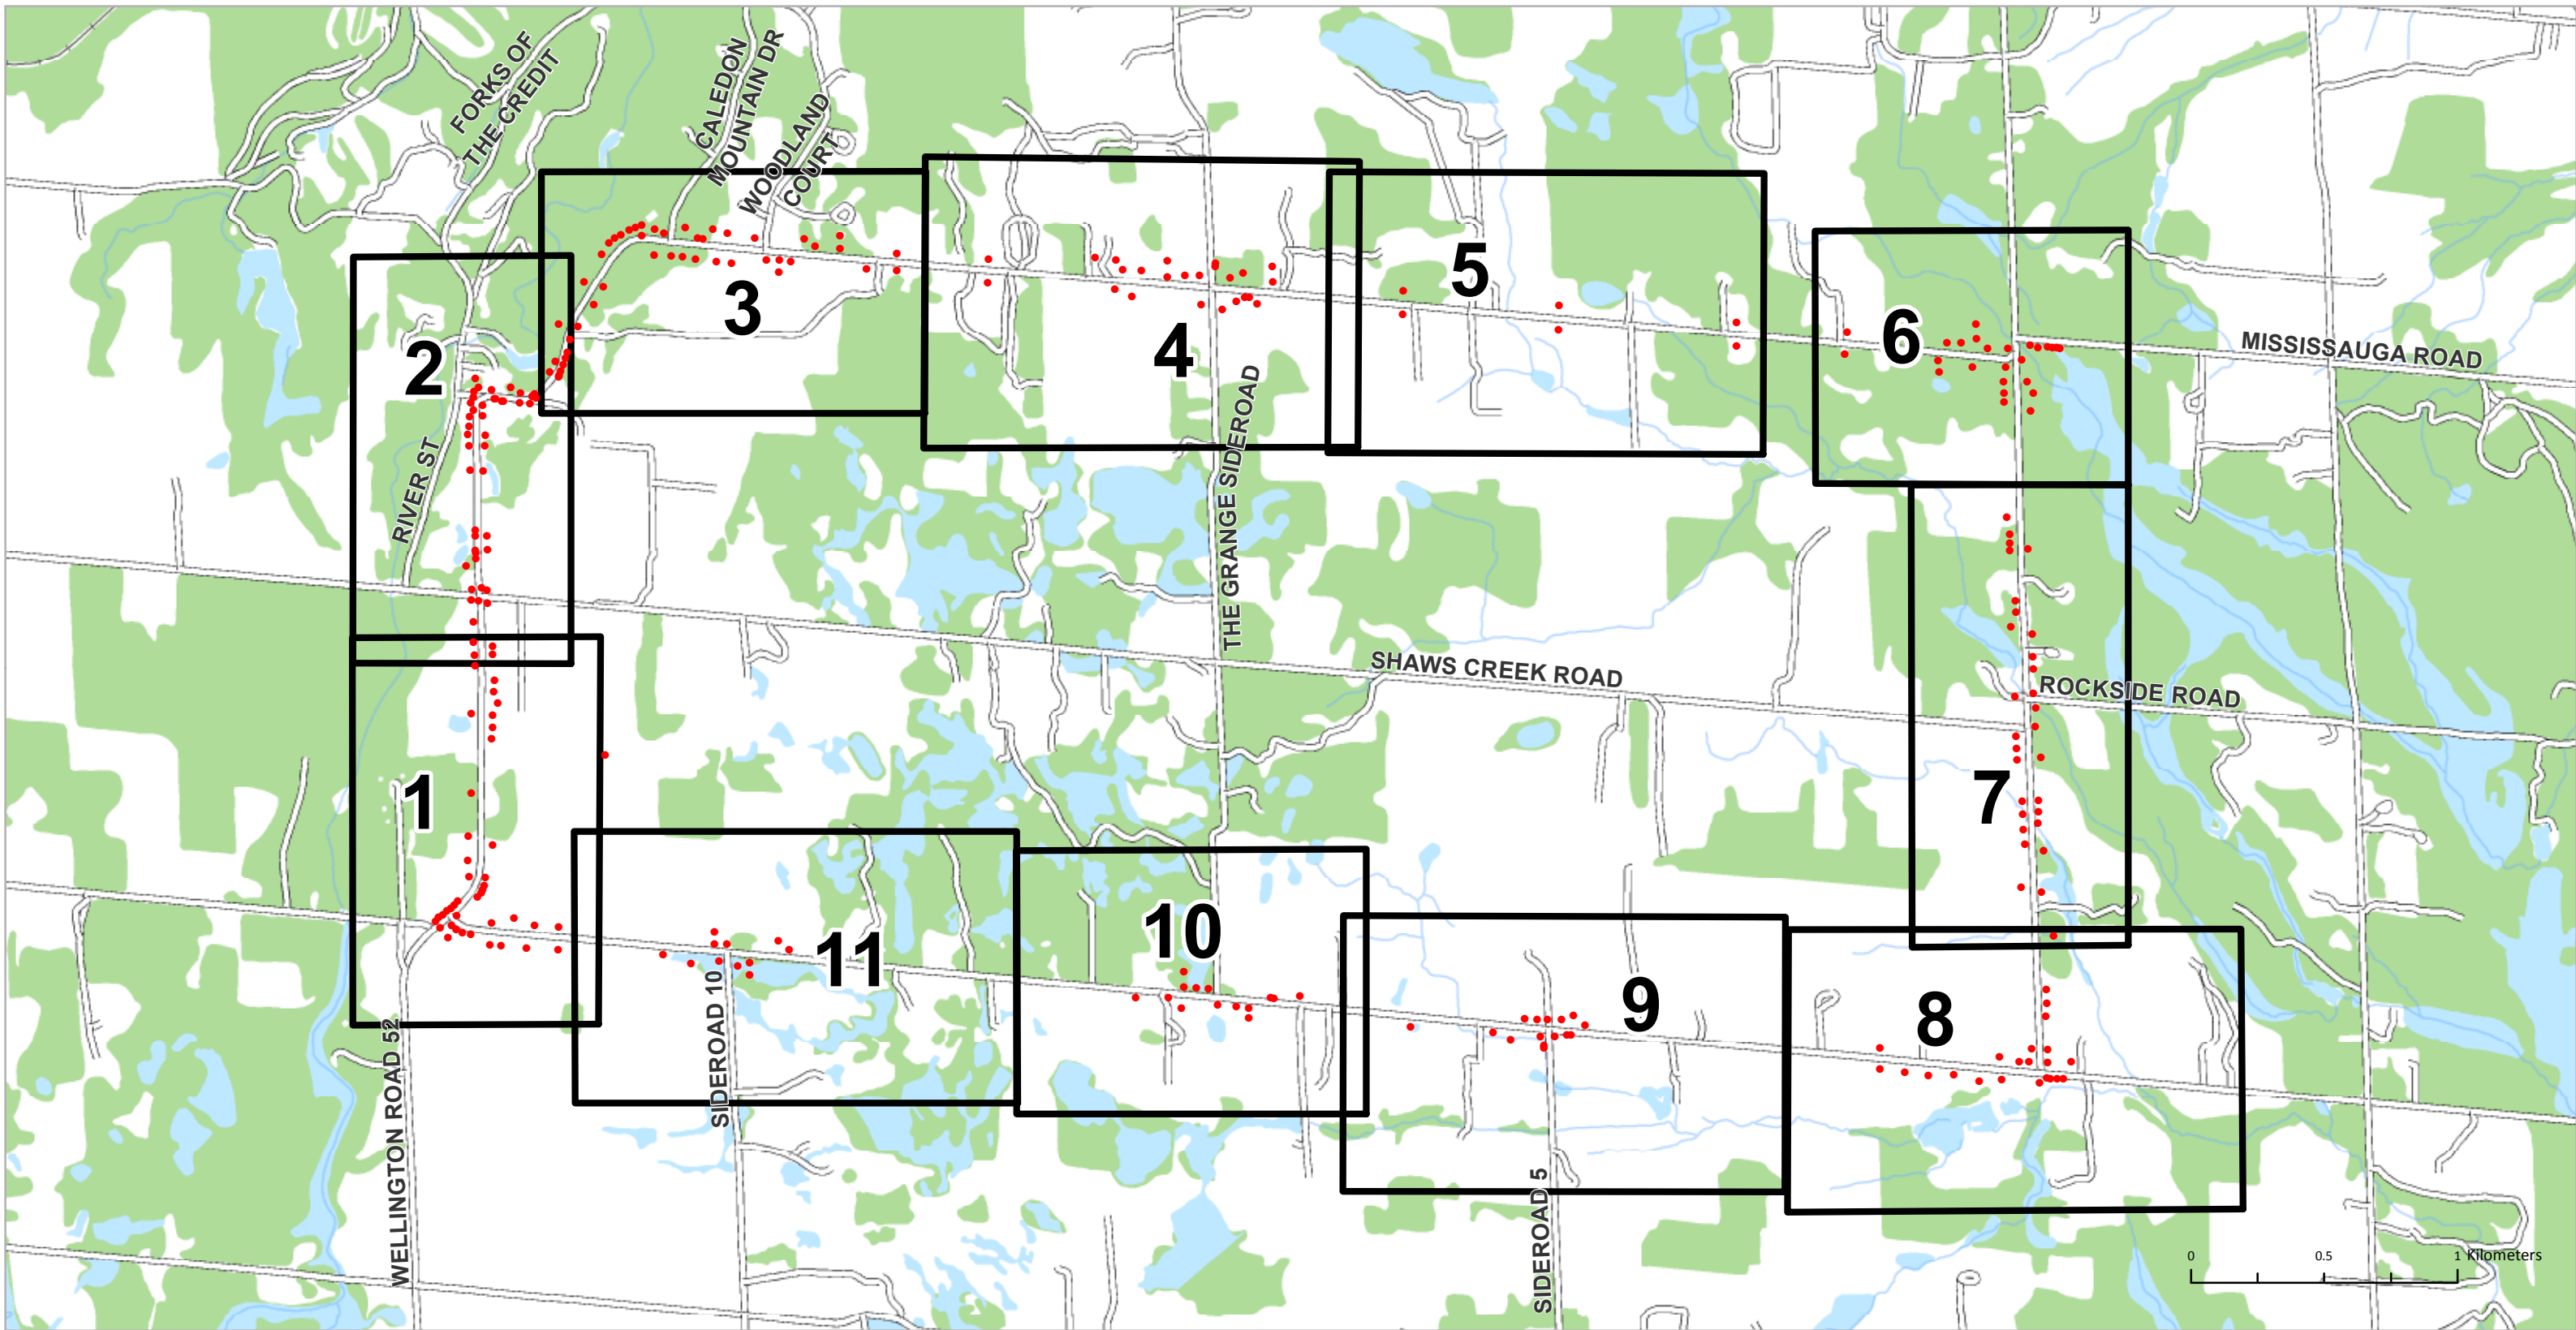 FORKS OF
THE CREDIT
CALEDON
MOUNTAIN DR
WOODLAND
COURT
3
4
5
6
2
MISSISSAUGA ROAD
RIVER ST
THE GRANGE SIDEROAD
SHAWS CREEK ROAD
ROCKSIDE ROAD
1
7
11
10
9
8
SIDEROAD 10
WELLINGTON ROAD 52
SIDEROAD 5
0 0.5 1 Kilometers